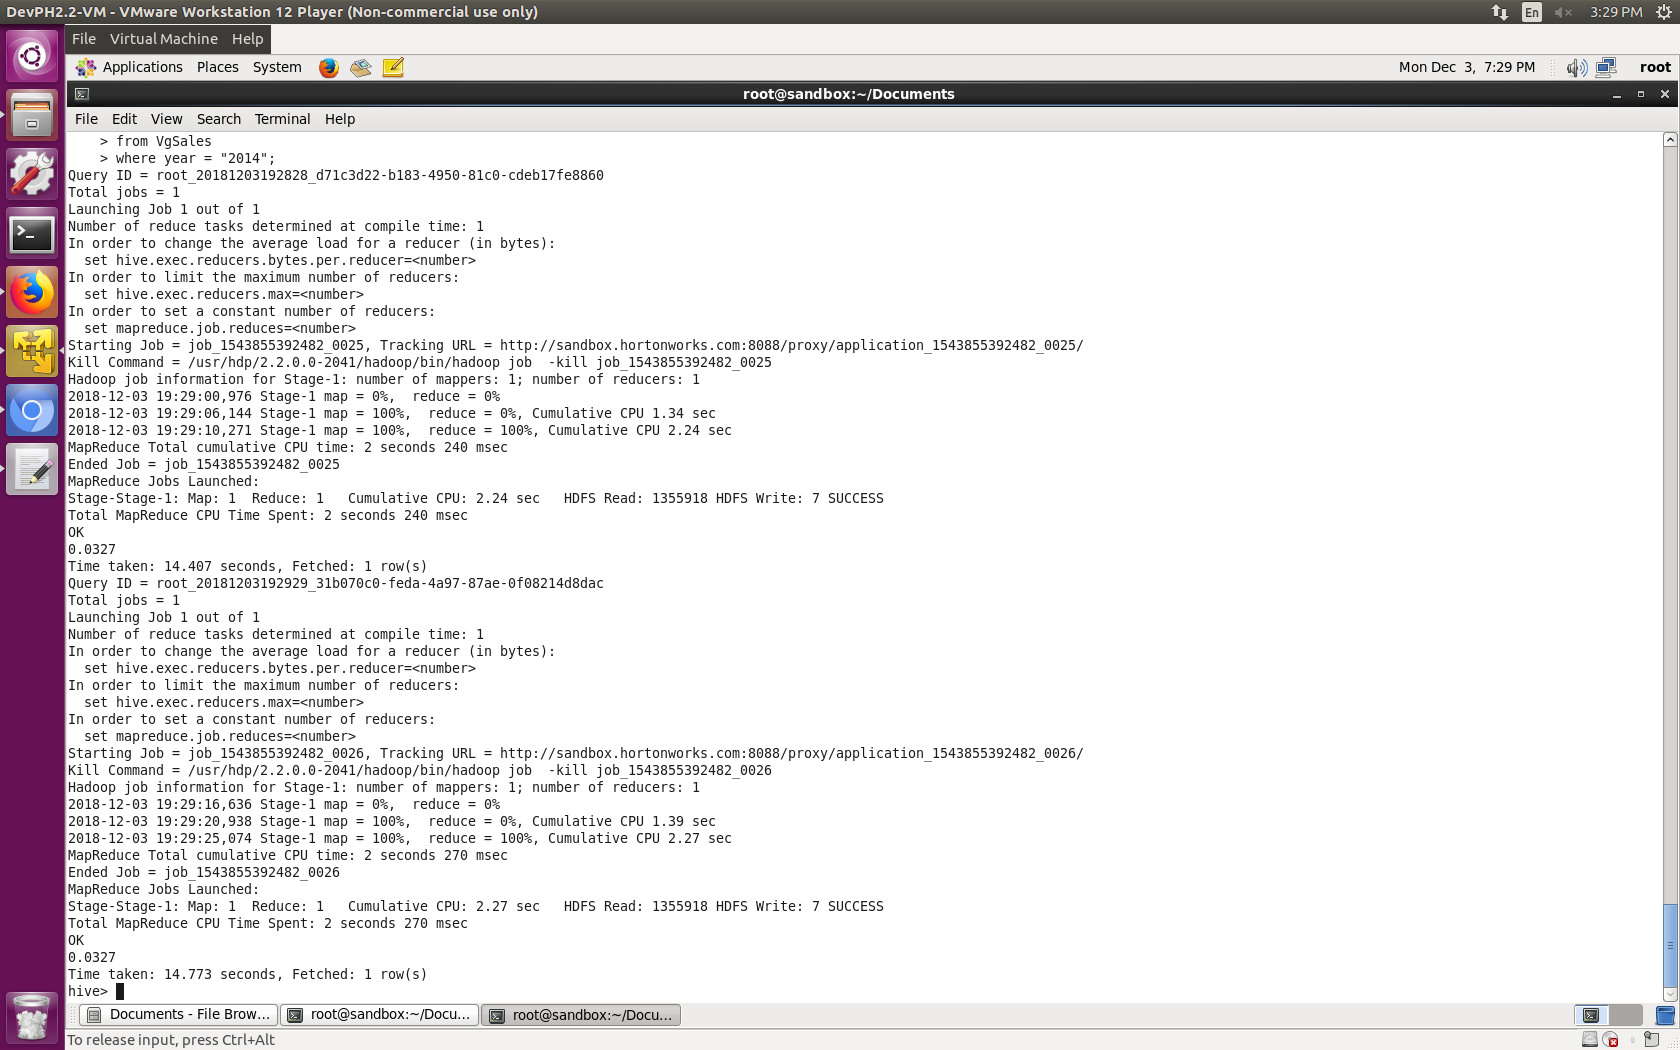 DevPH2.2-VM - VMware Workstation 12 Player (Non-commercial use only)
En
3:29 PM
File Virtual Machine Help
Applications Places System
Mon Dec 3, 7:29 PM
root
root@sandbox:~/Documents
File Edit View Search Terminal Help
    > from VgSales
    > where year = "2014";
Query ID = root_20181203192828_d71c3d22-b183-4950-81c0-cdeb17fe8860
Total jobs = 1
Launching Job 1 out of 1
Number of reduce tasks determined at compile time: 1
In order to change the average load for a reducer (in bytes):
  set hive.exec.reducers.bytes.per.reducer=<number>
In order to limit the maximum number of reducers:
  set hive.exec.reducers.max=<number>
In order to set a constant number of reducers:
  set mapreduce.job.reduces=<number>
Starting Job = job_1543855392482_0025, Tracking URL = http://sandbox.hortonworks.com:8088/proxy/application_1543855392482_0025/
Kill Command = /usr/hdp/2.2.0.0-2041/hadoop/bin/hadoop job  -kill job_1543855392482_0025
Hadoop job information for Stage-1: number of mappers: 1; number of reducers: 1
2018-12-03 19:29:00,976 Stage-1 map = 0%,  reduce = 0%
2018-12-03 19:29:06,144 Stage-1 map = 100%,  reduce = 0%, Cumulative CPU 1.34 sec
2018-12-03 19:29:10,271 Stage-1 map = 100%,  reduce = 100%, Cumulative CPU 2.24 sec
MapReduce Total cumulative CPU time: 2 seconds 240 msec
Ended Job = job_1543855392482_0025
MapReduce Jobs Launched:
Stage-Stage-1: Map: 1  Reduce: 1   Cumulative CPU: 2.24 sec   HDFS Read: 1355918 HDFS Write: 7 SUCCESS
Total MapReduce CPU Time Spent: 2 seconds 240 msec
OK
0.0327
Time taken: 14.407 seconds, Fetched: 1 row(s)
Query ID = root_20181203192929_31b070c0-feda-4a97-87ae-0f08214d8dac
Total jobs = 1
Launching Job 1 out of 1
Number of reduce tasks determined at compile time: 1
In order to change the average load for a reducer (in bytes):
  set hive.exec.reducers.bytes.per.reducer=<number>
In order to limit the maximum number of reducers:
  set hive.exec.reducers.max=<number>
In order to set a constant number of reducers:
  set mapreduce.job.reduces=<number>
Starting Job = job_1543855392482_0026, Tracking URL = http://sandbox.hortonworks.com:8088/proxy/application_1543855392482_0026/
Kill Command = /usr/hdp/2.2.0.0-2041/hadoop/bin/hadoop job  -kill job_1543855392482_0026
Hadoop job information for Stage-1: number of mappers: 1; number of reducers: 1
2018-12-03 19:29:16,636 Stage-1 map = 0%,  reduce = 0%
2018-12-03 19:29:20,938 Stage-1 map = 100%,  reduce = 0%, Cumulative CPU 1.39 sec
2018-12-03 19:29:25,074 Stage-1 map = 100%,  reduce = 100%, Cumulative CPU 2.27 sec
MapReduce Total cumulative CPU time: 2 seconds 270 msec
Ended Job = job_1543855392482_0026
MapReduce Jobs Launched:
Stage-Stage-1: Map: 1  Reduce: 1   Cumulative CPU: 2.27 sec   HDFS Read: 1355918 HDFS Write: 7 SUCCESS
Total MapReduce CPU Time Spent: 2 seconds 270 msec
OK
0.0327
Time taken: 14.773 seconds, Fetched: 1 row(s)
hive>
Documents - File Brow...
root@sandbox:~/Docu...
root@sandbox:~/Docu...
To release input, press Ctrl+Alt